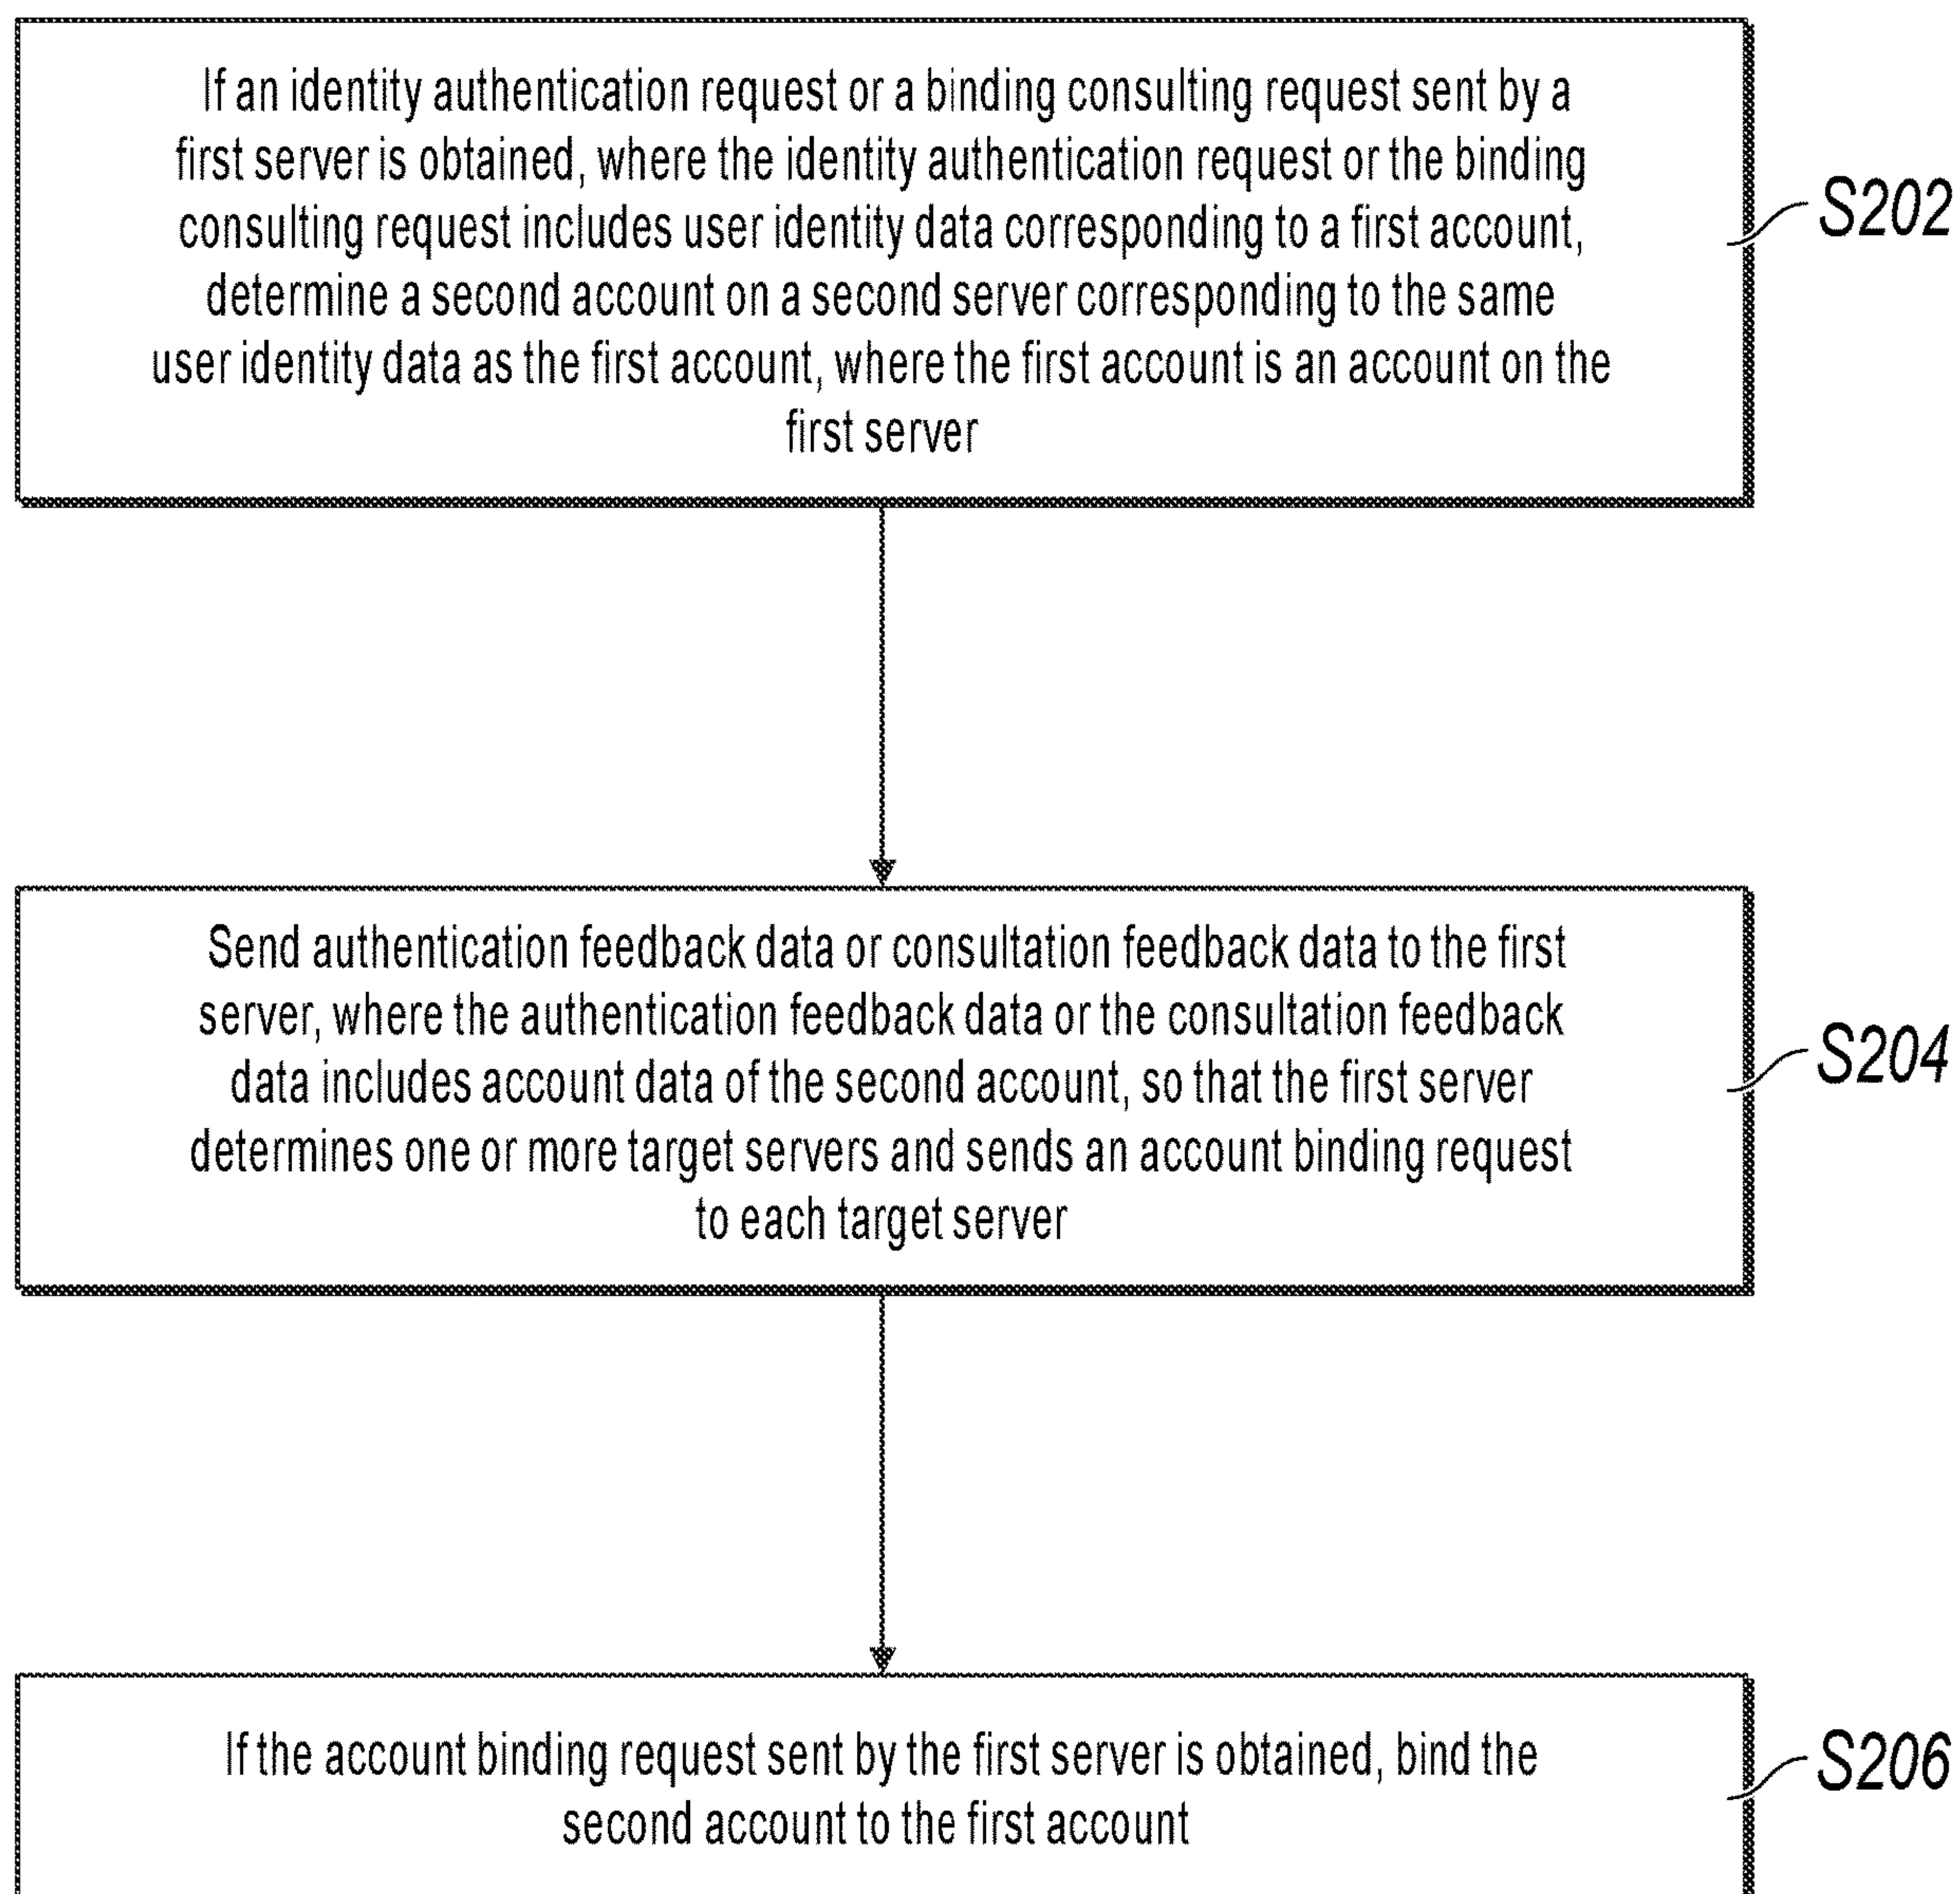 If an identity authentication request or a binding consulting request sent by a
first server is obtained, where the identity authentication request or the binding
consulting request includes user identity data corresponding to a first account,
determine a second account on a second server corresponding to the same
user identity data as the first account, where the first account is an account on the
first server
S202
Send authentication feedback data or consultation feedback data to the first
server, where the authentication feedback data or the consultation feedback
data includes account data of the second account, so that the first server
determines one or more target servers and sends an account binding request
to each target server
S204
If the account binding request sent by the first server is obtained, bind the
second account to the first account
S206